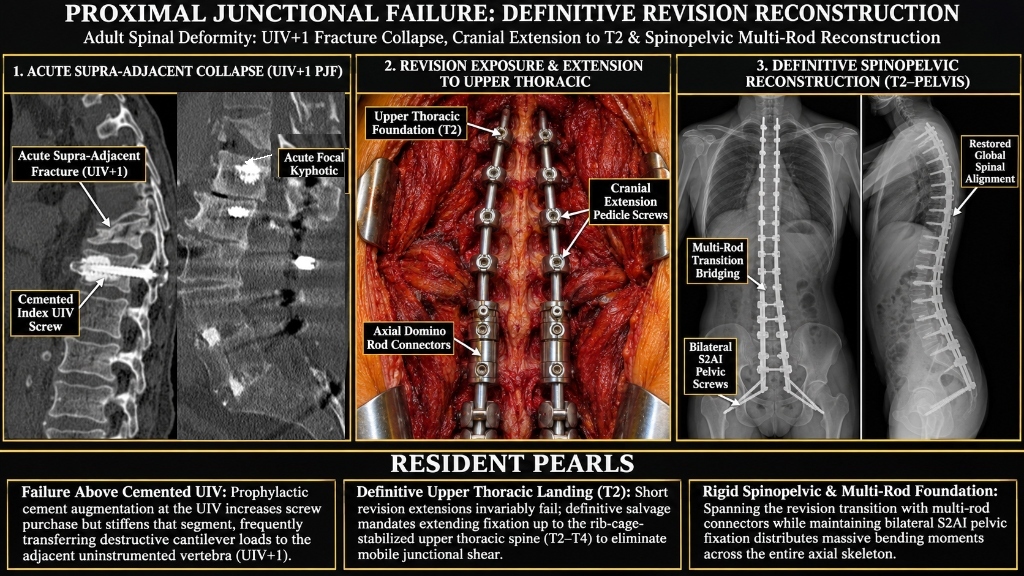 PROXIMAL JUNCTIONAL FAILURE: DEFINITIVE REVISION RECONSTRUCTION
Adult Spinal Deformity: UIV+1 Fracture Collapse, Cranial Extension to T2 & Spinopelvic Multi-Rod Reconstruction
1. ACUTE SUPRA-ADJACENT COLLAPSE (UIV+1 PJF)
Acute Supra-Adjacent
Fracture (UIV+1)
Acute Focal
Kyphotic
Cemented
Index UIV
Screw
2. REVISION EXPOSURE & EXTENSION
TO UPPER THORACIC
Upper Thoracic
Foundation (T2)
Cranial
Extension
Pedicle Screws
Axial Domino
Rod Connectors
3. DEFINITIVE SPINOPELVIC
RECONSTRUCTION (T2–PELVIS)
Restored
Global
Spinal
Alignment
Multi-Rod
Transition
Bridging
Bilateral
S2AI
Pelvic
Screws
RESIDENT PEARLS
Failure Above Cemented UIV: Prophylactic
cement augmentation at the UIV increases screw
purchase but stiffens that segment, frequently
transferring destructive cantilever loads to the
adjacent uninstrumented vertebra (UIV+1).
Definitive Upper Thoracic Landing (T2): Short
revision extensions invariably fail; definitive salvage
mandates extending fixation up to the rib-cage-
stabilized upper thoracic spine (T2–T4) to eliminate
mobile junctional shear.
Rigid Spinopelvic & Multi-Rod Foundation:
Spanning the revision transition with multi-rod
connectors while maintaining bilateral S2AI pelvic
fixation distributes massive bending moments
across the entire axial skeleton.